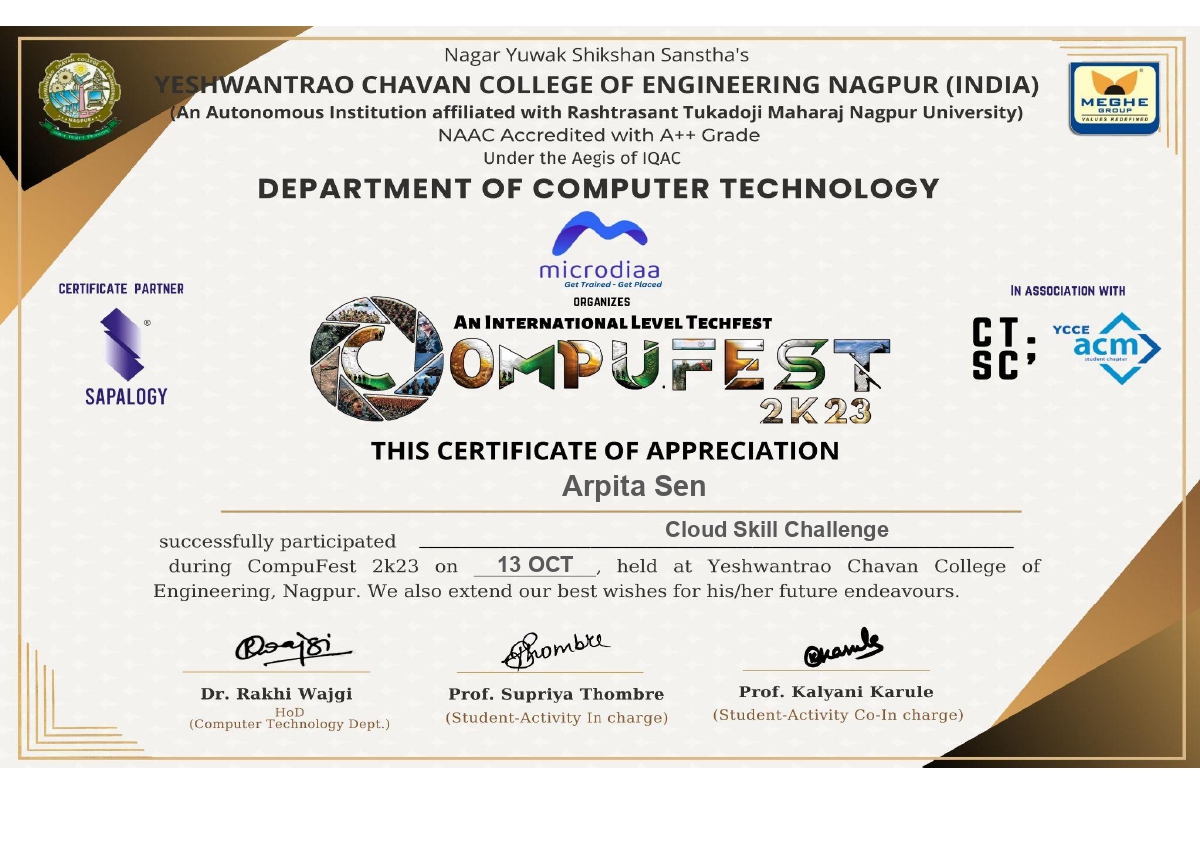 Nagar Yuwak Shikshan Sanstha's
YESHWANTRAO CHAVAN COLLEGE OF ENGINEERING NAGPUR (INDIA)
(An Autonomous Institution affiliated with Rashtrasant Tukadoji Maharaj Nagpur University)
NAAC Accredited with A++ Grade
Under the Aegis of IQAC
DEPARTMENT OF COMPUTER TECHNOLOGY
MEGHE
GROUP
VALUES REDEFINED
microdiaa
Get Trained - Get Placed
ORGANIZES
CERTIFICATE PARTNER
®
SAPALOGY
AN INTERNATIONAL LEVEL TECHFEST
COMPUFEST
2K23
IN ASSOCIATION WITH
CT.
SC;
YCCE
acm
student chapter
THIS CERTIFICATE OF APPRECIATION
Arpita Sen
Cloud Skill Challenge
successfully participated
during CompuFest 2k23 on 13 OCT, held at Yeshwantrao Chavan College of
Engineering, Nagpur. We also extend our best wishes for his/her future endeavours.
Dr. Rakhi Wajgi
HoD
(Computer Technology Dept.)
Prof. Supriya Thombre
(Student-Activity In charge)
Prof. Kalyani Karule
(Student-Activity Co-In charge)